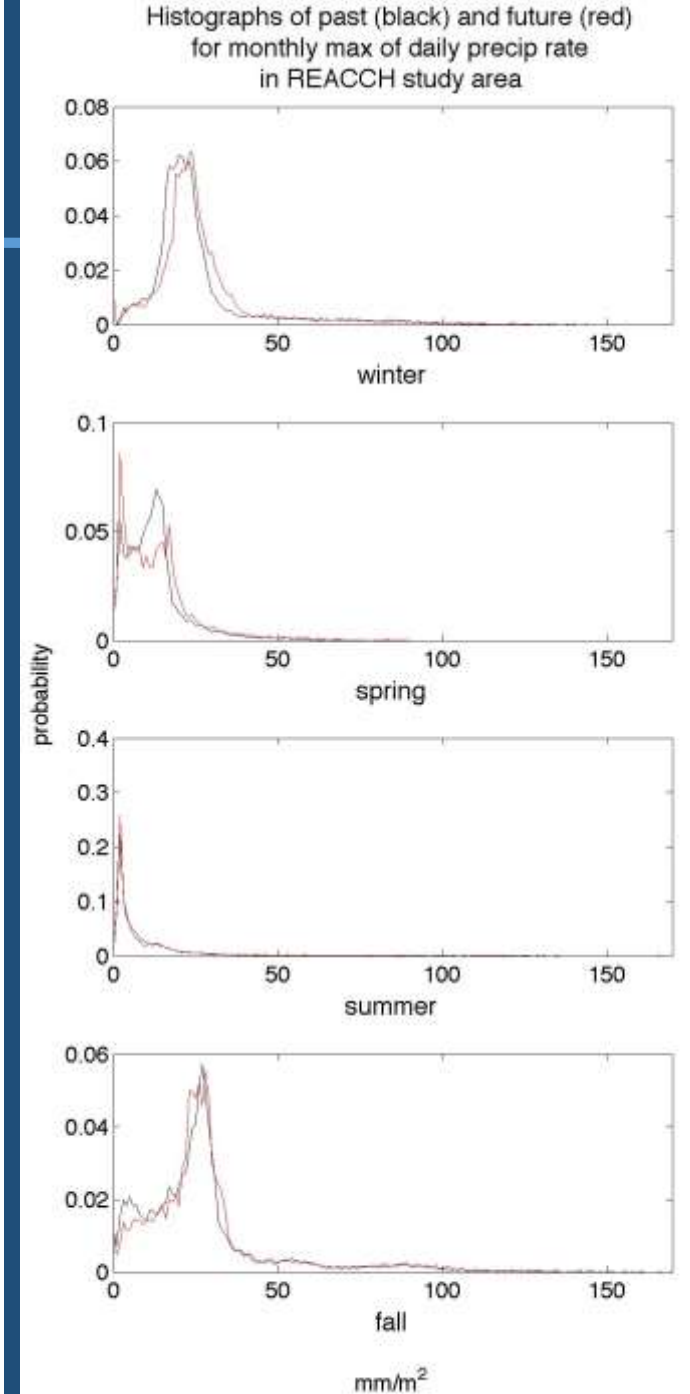 Histographs of past (black) and future (red)
for monthly max of daily precip rate
in REACCH study area
0.08
0.06
0.04
0.02
0
0 50 100 150
winter
0.1
0.05
0
0 50 100 150
spring
probability
0.4
0.3
0.2
0.1
0
0 50 100 150
summer
0.06
0.04
0.02
0
0 50 100 150
fall
mm/m²